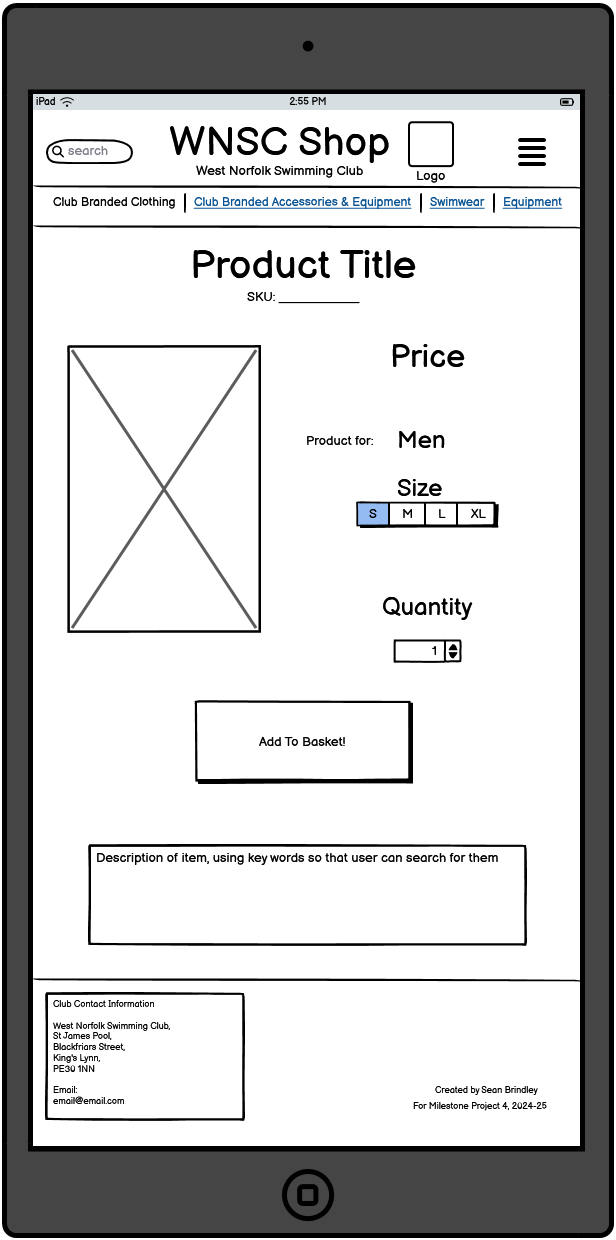 iPad
2:55 PM
search
WNSC Shop
West Norfolk Swimming Club
Logo
Club Branded Clothing | Club Branded Accessories & Equipment | Swimwear | Equipment
Product Title
SKU: ___________
Price
Product for: Men
Size
S M L XL
Quantity
1
Add To Basket!
Description of item, using key words so that user can search for them
Club Contact Information
West Norfolk Swimming Club,
St James Pool,
Blackfriars Street,
King's Lynn,
PE30 1NN
Email:
email@email.com
Created by Sean Brindley
For Milestone Project 4, 2024-25